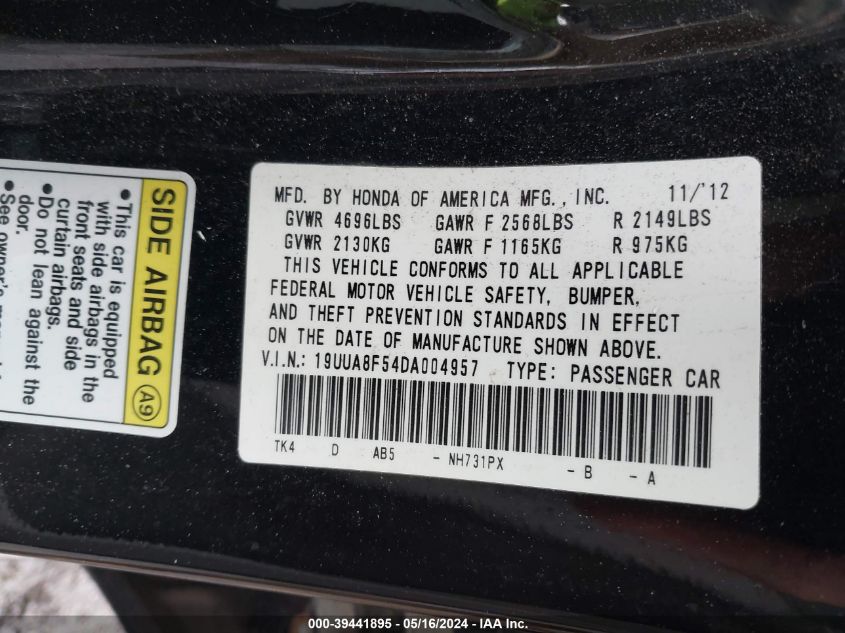 MFD. BY HONDA OF AMERICA MFG., INC. 11/'12
GVWR 4696LBS GAWR F 2568LBS R 2149LBS
GVWR 2130KG GAWR F 1165KG R 975KG
THIS VEHICLE CONFORMS TO ALL APPLICABLE
FEDERAL MOTOR VEHICLE SAFETY, BUMPER,
AND THEFT PREVENTION STANDARDS IN EFFECT
ON THE DATE OF MANUFACTURE SHOWN ABOVE.
V.I.N.: 19UUA8F54DA004957 TYPE: PASSENGER CAR
TK4 D AB5 - NH731PX - B - A
SIDE AIRBAG A9
• This car is equipped
with side airbags in the
front seats and side
curtain airbags.
• Do not lean against the
door.
• See owner's
000-39441895 - 05/16/2024 - IAA Inc.